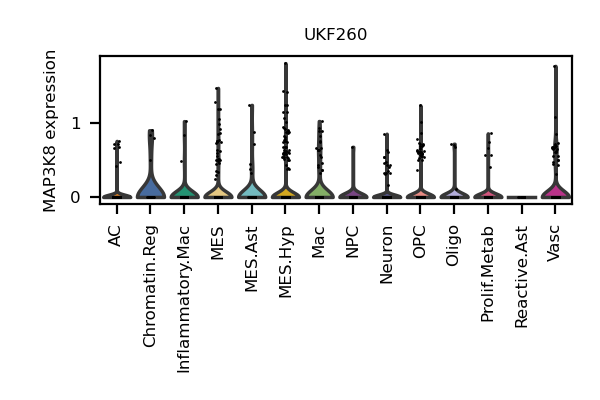 UKF260
MAP3K8 expression
1
0
AC
Chromatin.Reg
Inflammatory.Mac
MES
MES.Ast
MES.Hyp
Mac
NPC
Neuron
OPC
Oligo
Prolif.Metab
Reactive.Ast
Vasc